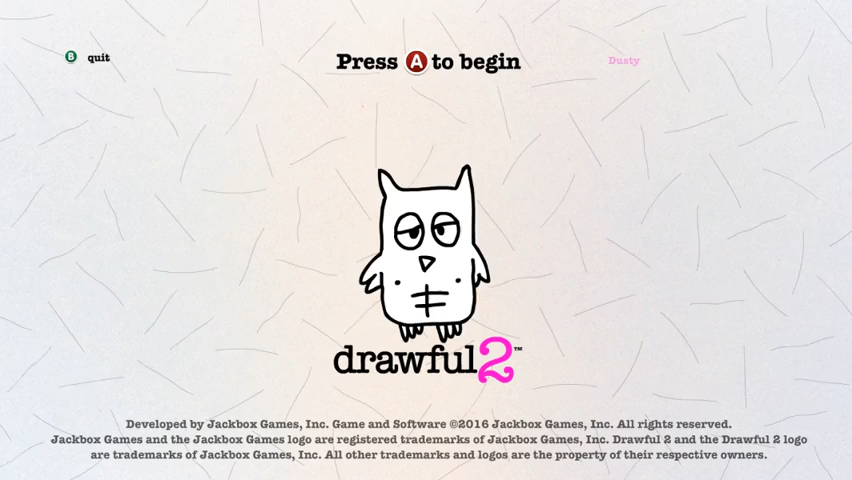 B quit
Press A to begin
Dusty
drawful 2™
Developed by Jackbox Games, Inc. Game and Software ©2016 Jackbox Games, Inc. All rights reserved.
Jackbox Games and the Jackbox Games logo are registered trademarks of Jackbox Games, Inc. Drawful 2 and the Drawful 2 logo
are trademarks of Jackbox Games, Inc. All other trademarks and logos are the property of their respective owners.